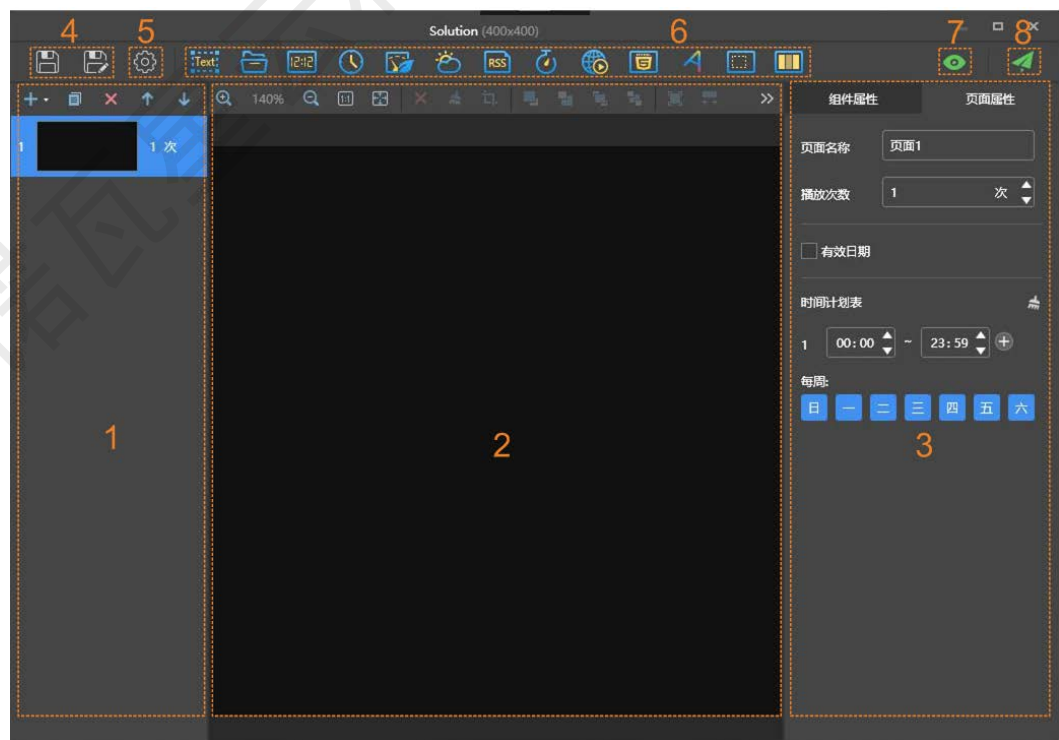 4 5 6 7 8
Solution (400x400)
Text 12:12 RSS 5
140% 1:1
组件属性 页面属性
1 1 次
页面名称 页面1
播放次数 1 次
有效日期
时间计划表
1 00:00 ~ 23:59
每周:
日 一 二 三 四 五 六
1 2 3